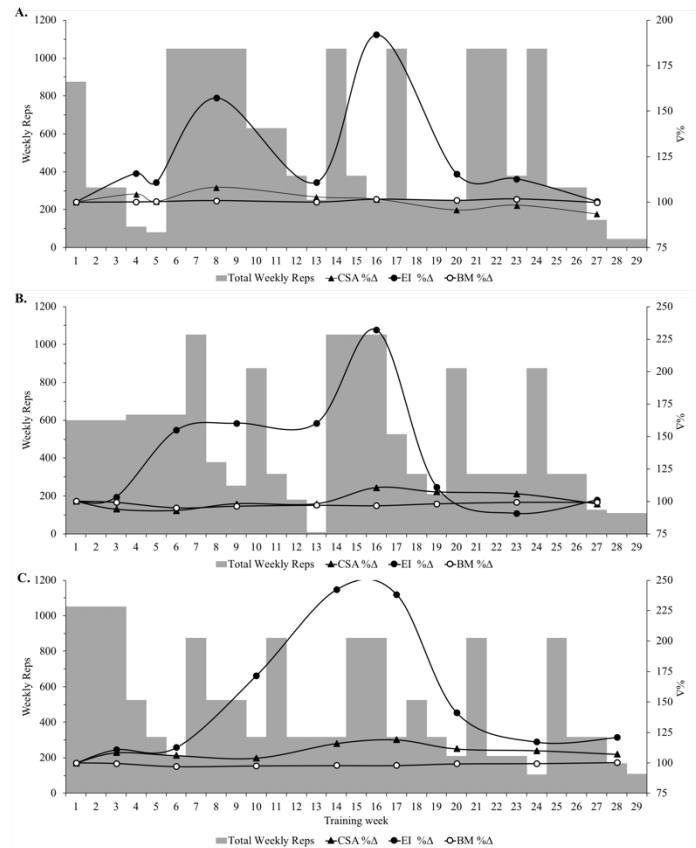 A.
1200
1000
800
600
400
200
0
Weekly Reps
200
175
150
125
100
75
%Δ
1 2 3 4 5 6 7 8 9 10 11 12 13 14 15 16 17 18 19 20 21 22 23 24 25 26 27 28 29
Total Weekly Reps CSA %Δ EI %Δ BM %Δ
B.
1200
1000
800
600
400
200
0
Weekly Reps
250
225
200
175
150
125
100
75
%Δ
1 2 3 4 5 6 7 8 9 10 11 12 13 14 15 16 17 18 19 20 21 22 23 24 25 26 27 29
Total Weekly Reps CSA %Δ EI %Δ BM %Δ
C.
1200
1000
800
600
400
200
0
Weekly Reps
250
225
200
175
150
125
100
75
%Δ
1 2 3 4 5 6 7 8 9 10 11 12 13 14 15 16 17 18 19 20 21 22 23 24 25 26 27 28 29
Training week
Total Weekly Reps CSA %Δ EI %Δ BM %Δ